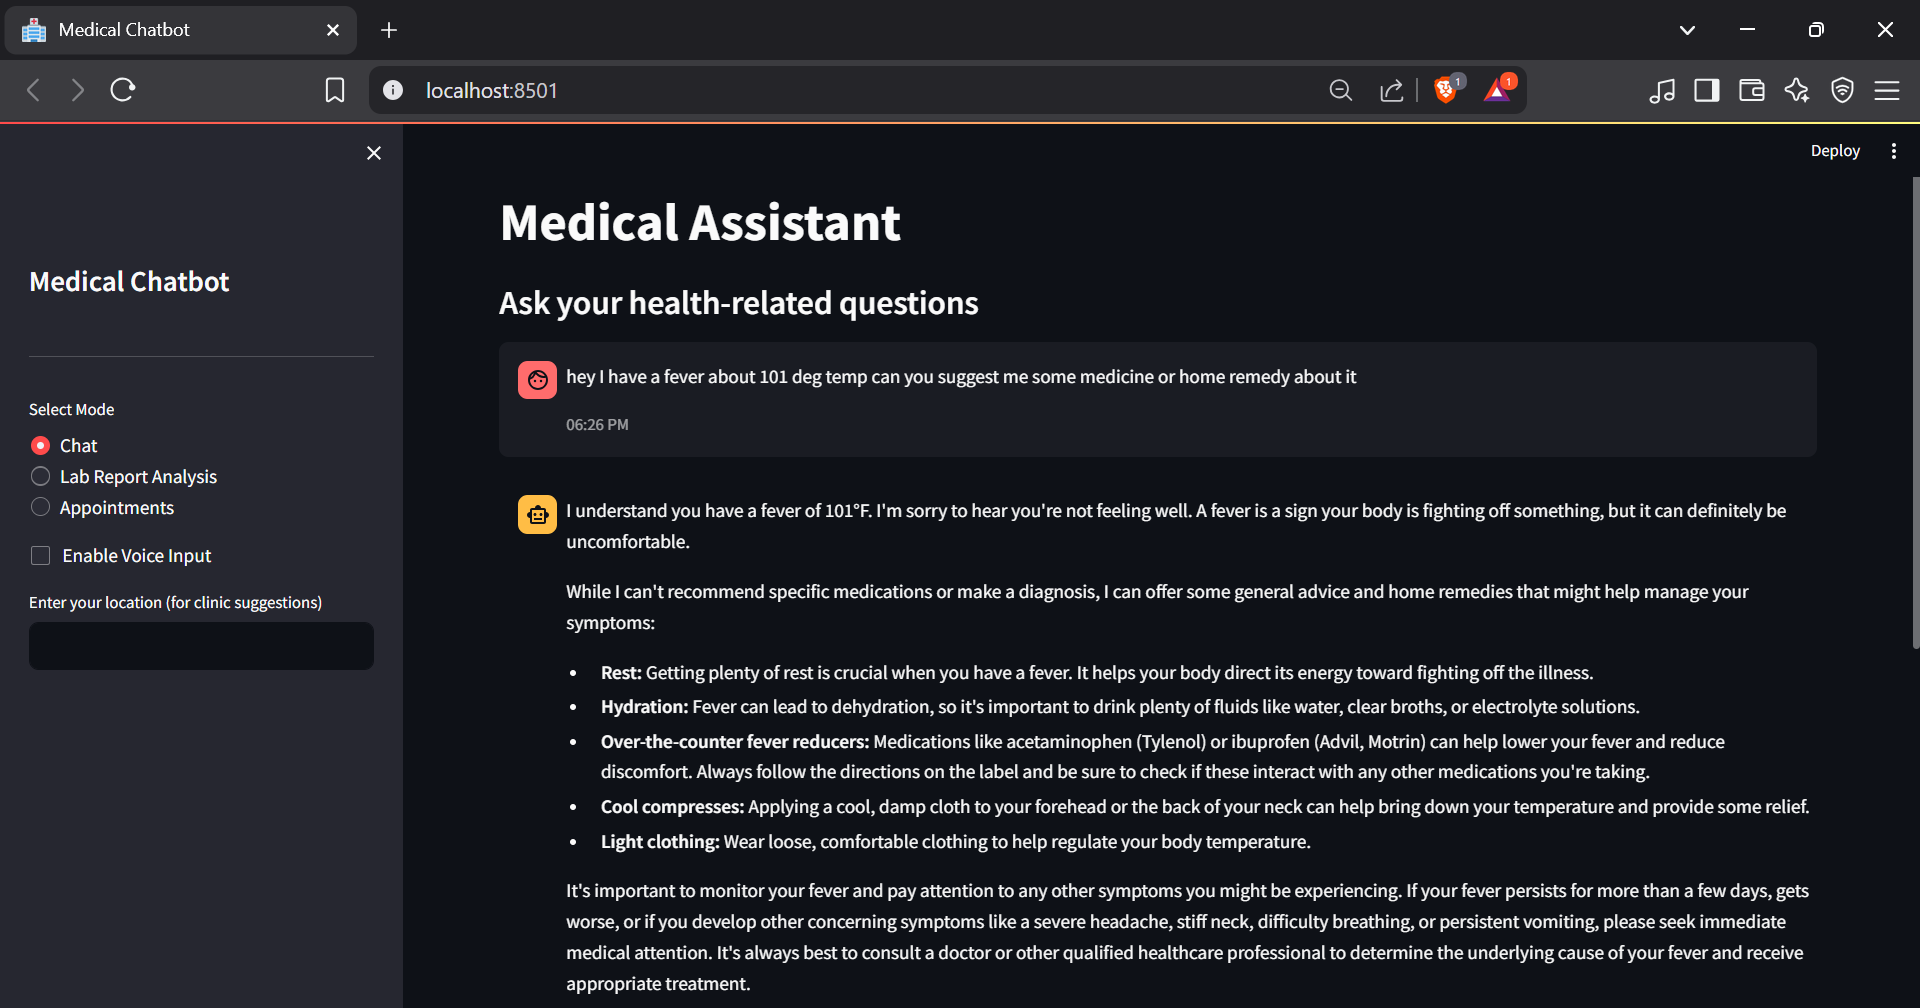 Medical Chatbot
localhost:8501
1
1
Deploy
Medical Chatbot
Select Mode
Chat
Lab Report Analysis
Appointments
Enable Voice Input
Enter your location (for clinic suggestions)
Medical Assistant
Ask your health-related questions
hey I have a fever about 101 deg temp can you suggest me some medicine or home remedy about it
06:26 PM
I understand you have a fever of 101°F. I'm sorry to hear you're not feeling well. A fever is a sign your body is fighting off something, but it can definitely be
uncomfortable.
While I can't recommend specific medications or make a diagnosis, I can offer some general advice and home remedies that might help manage your
symptoms:
• Rest: Getting plenty of rest is crucial when you have a fever. It helps your body direct its energy toward fighting off the illness.
• Hydration: Fever can lead to dehydration, so it's important to drink plenty of fluids like water, clear broths, or electrolyte solutions.
• Over-the-counter fever reducers: Medications like acetaminophen (Tylenol) or ibuprofen (Advil, Motrin) can help lower your fever and reduce
discomfort. Always follow the directions on the label and be sure to check if these interact with any other medications you're taking.
• Cool compresses: Applying a cool, damp cloth to your forehead or the back of your neck can help bring down your temperature and provide some relief.
• Light clothing: Wear loose, comfortable clothing to help regulate your body temperature.
It's important to monitor your fever and pay attention to any other symptoms you might be experiencing. If your fever persists for more than a few days, gets
worse, or if you develop other concerning symptoms like a severe headache, stiff neck, difficulty breathing, or persistent vomiting, please seek immediate
medical attention. It's always best to consult a doctor or other qualified healthcare professional to determine the underlying cause of your fever and receive
appropriate treatment.